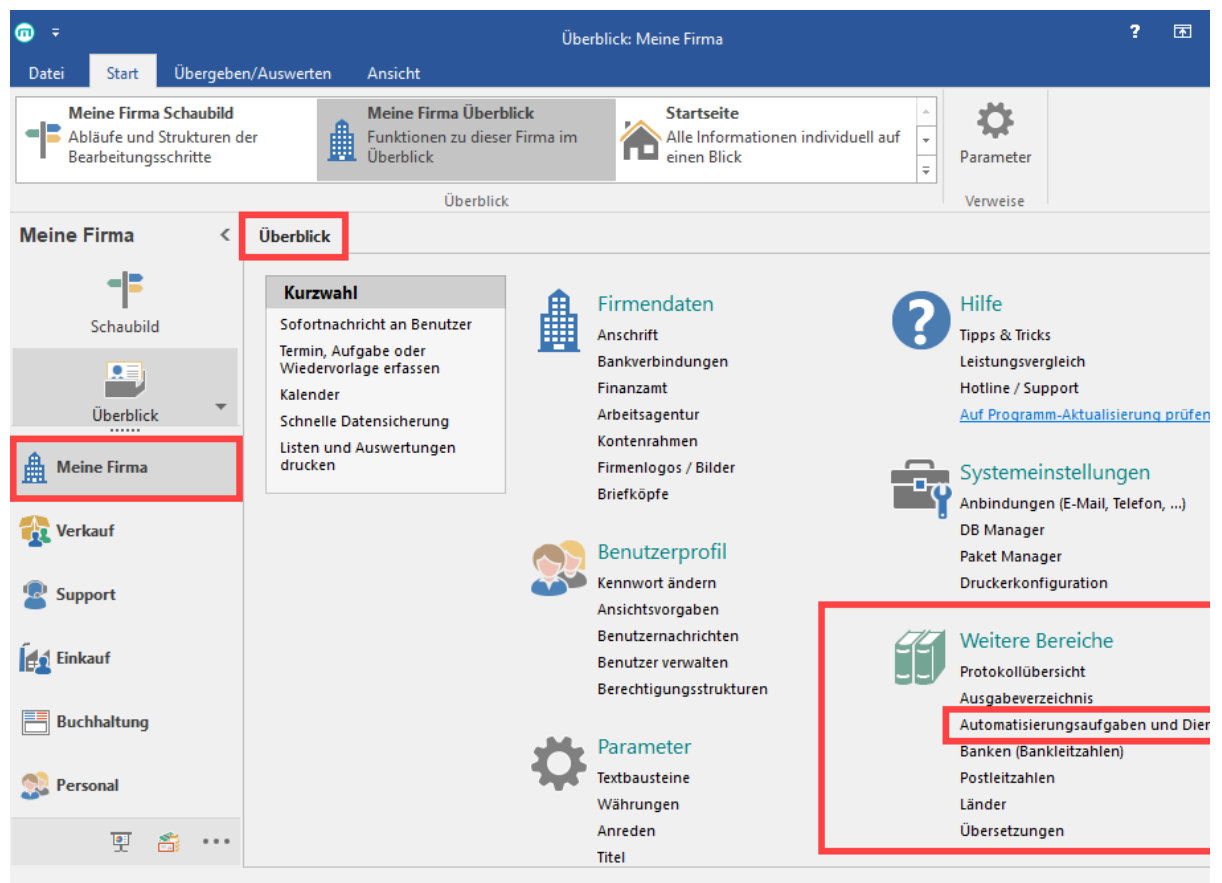 Überblick: Meine Firma
?
Datei Start Übergeben/Auswerten Ansicht
Meine Firma Schaubild
Abläufe und Strukturen der
Bearbeitungsschritte
Meine Firma Überblick
Funktionen zu dieser Firma im
Überblick
Startseite
Alle Informationen individuell auf
einen Blick
Parameter
Überblick
Verweise
Meine Firma
Schaubild
Überblick
Meine Firma
Verkauf
Support
Einkauf
Buchhaltung
Personal
Überblick
Kurzwahl
Sofortnachricht an Benutzer
Termin, Aufgabe oder
Wiedervorlage erfassen
Kalender
Schnelle Datensicherung
Listen und Auswertungen
drucken
Firmendaten
Anschrift
Bankverbindungen
Finanzamt
Arbeitsagentur
Kontenrahmen
Firmenlogos / Bilder
Briefköpfe
Benutzerprofil
Kennwort ändern
Ansichtsvorgaben
Benutzernachrichten
Benutzer verwalten
Berechtigungsstrukturen
Parameter
Textbausteine
Währungen
Anreden
Titel
Hilfe
Tipps & Tricks
Leistungsvergleich
Hotline / Support
Auf Programm-Aktualisierung prüfen
Systemeinstellungen
Anbindungen (E-Mail, Telefon, ...)
DB Manager
Paket Manager
Druckerkonfiguration
Weitere Bereiche
Protokollübersicht
Ausgabeverzeichnis
Automatisierungsaufgaben und Dien
Banken (Bankleitzahlen)
Postleitzahlen
Länder
Übersetzungen